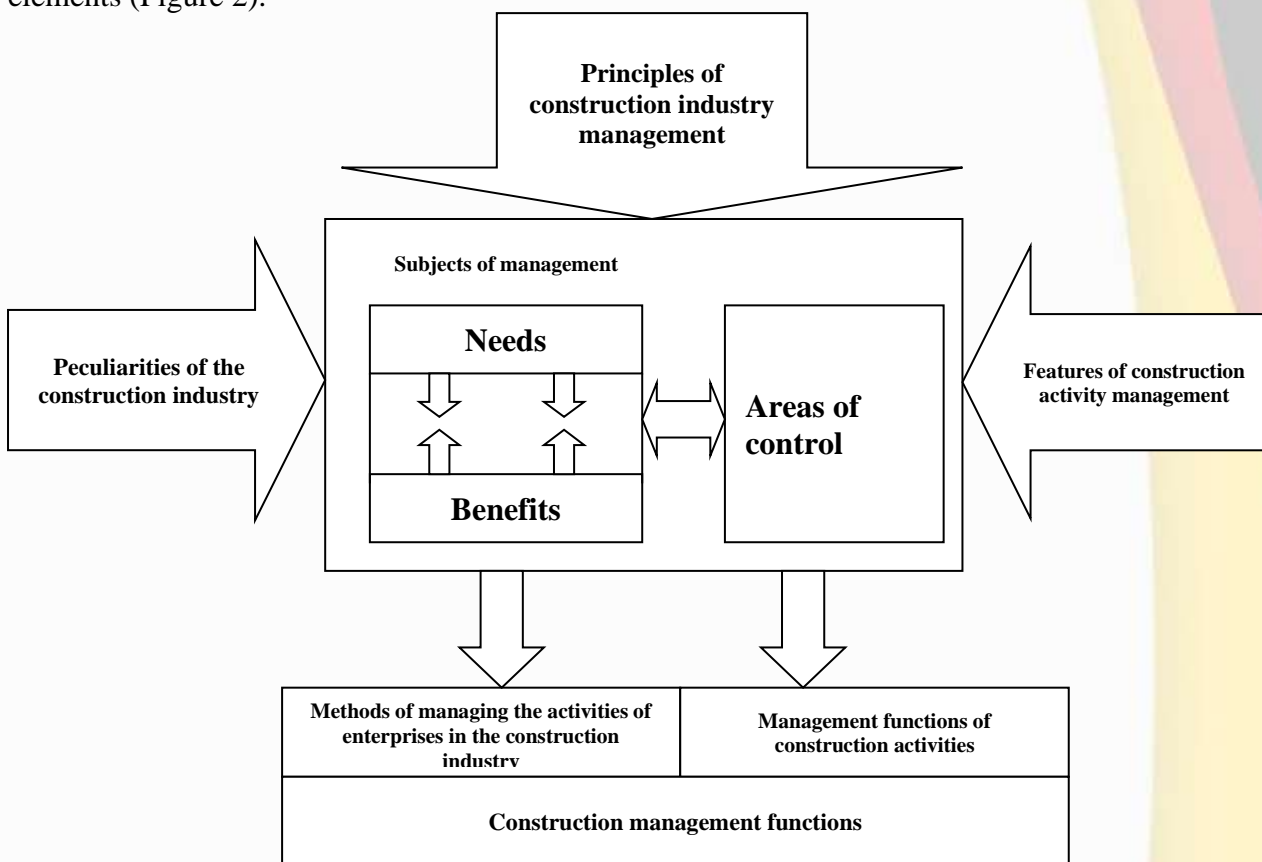 elements (Figure 2).
Principles of
construction industry
management
Subjects of management
Needs
Peculiarities of the
construction industry
Areas of
control
Features of construction
activity management
Benefits
Methods of managing the activities of
enterprises in the construction
industry
Management functions of
construction activities
Construction management functions